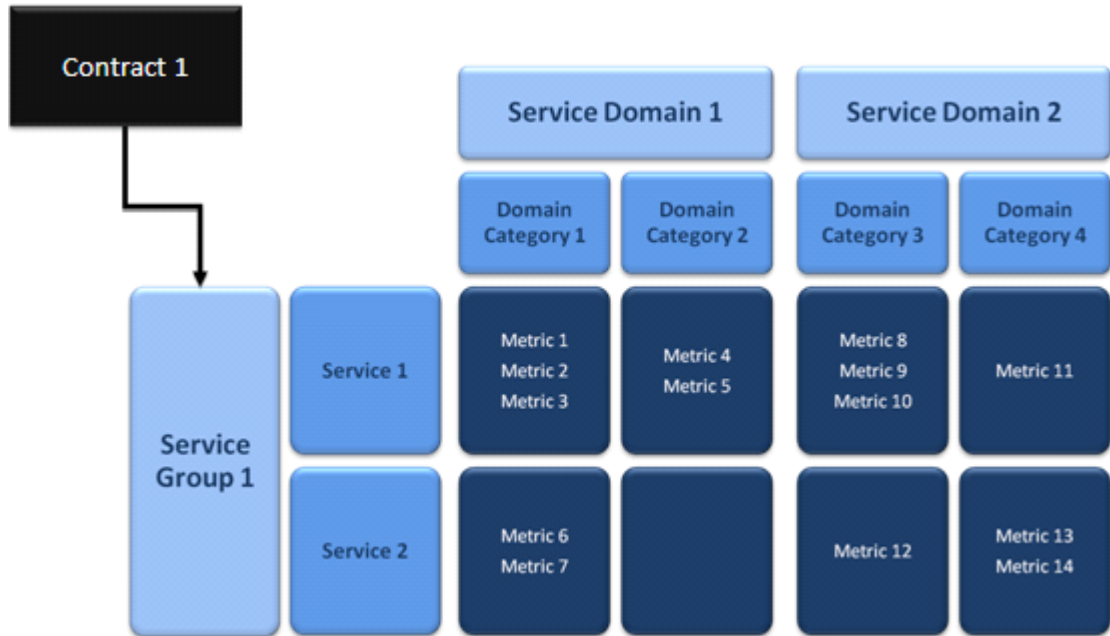 Contract 1
Service Domain 1
Service Domain 2
Domain
Category 1
Domain
Category 2
Domain
Category 3
Domain
Category 4
Service
Group 1
Service 1
Metric 1
Metric 2
Metric 3
Metric 4
Metric 5
Metric 8
Metric 9
Metric 10
Metric 11
Service 2
Metric 6
Metric 7
Metric 12
Metric 13
Metric 14